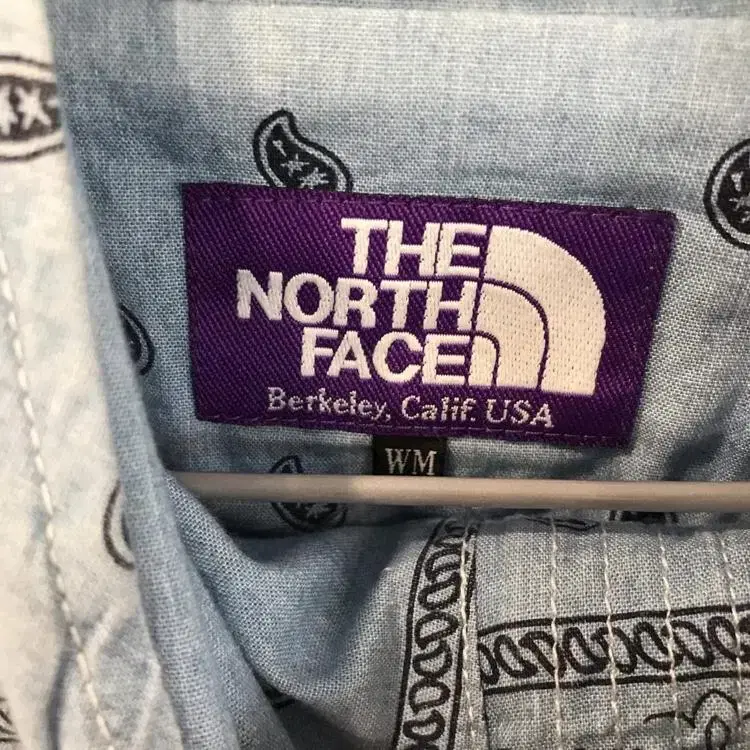 THE
NORTH
FACE
Berkeley, Calif. USA
WM